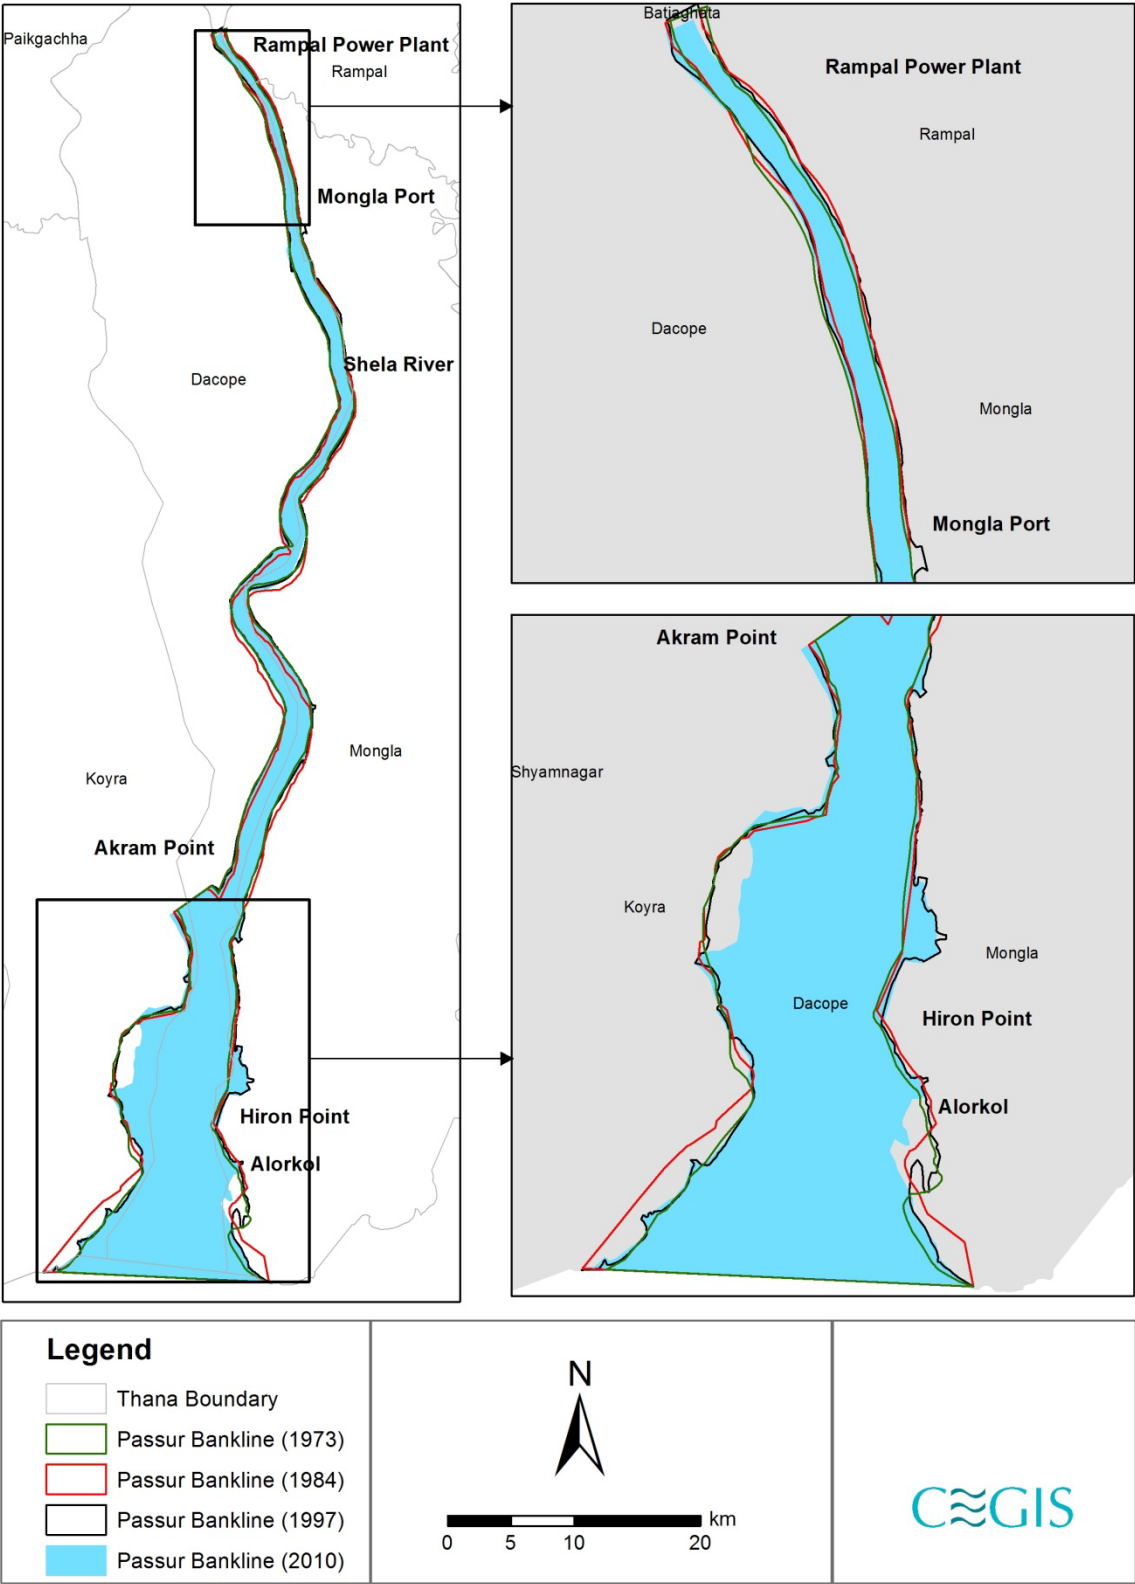 Paikgachha
Rampal Power Plant
Rampal
Mongla Port
Shela River
Dacope
Mongla
Koyra
Akram Point
Hiron Point
Alorkol
Batiaghata
Rampal Power Plant
Rampal
Dacope
Mongla
Mongla Port
Akram Point
Shyamnagar
Koyra
Mongla
Dacope
Hiron Point
Alorkol
Legend
Thana Boundary
Passur Bankline (1973)
Passur Bankline (1984)
Passur Bankline (1997)
Passur Bankline (2010)
N
km
0 5 10 20
CEGIS